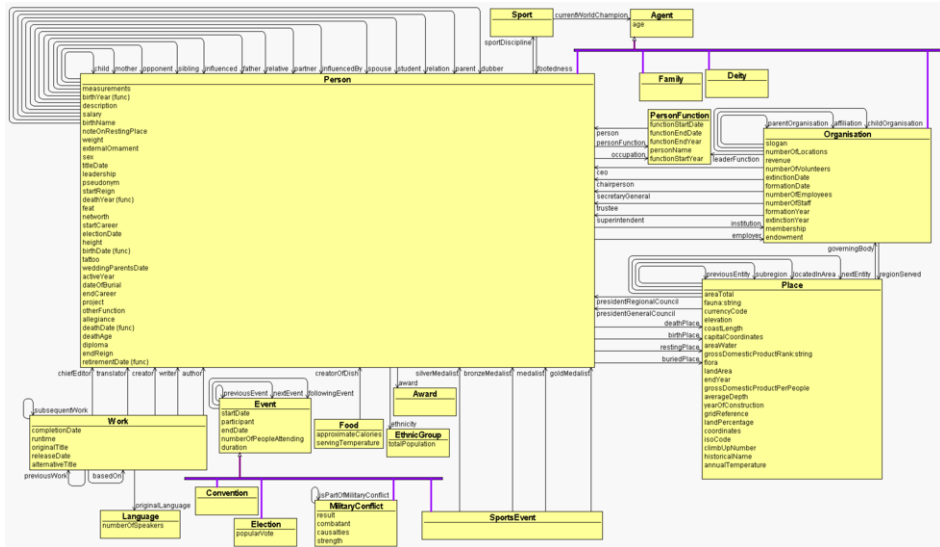 Sport
currentWorldChampion
Agent
age
sportDiscipline
child mother opponent sibling influenced father relative partner influencedBy spouse student relation parent dubber
footedness
Family
Deity
Person
measurements
birthYear (func)
description
salary
birthName
noteOnRestingPlace
weight
externalOrnament
sex
titleDate
leadership
pseudonym
startReign
deathYear (func)
feat
networth
startCareer
electionDate
height
birthDate (func)
tattoo
weddingParentsDate
activeYear
dateOfBurial
endCareer
project
otherFunction
allegiance
deathDate (func)
deathAge
diploma
endReign
retirementDate (func)
person
personFunction
occupation
ceo
chairperson
secretaryGeneral
trustee
superintendent
institution
employer
PersonFunction
functionStartDate
functionEndDate
functionEndYear
personName
functionStartYear
leaderFunction
parentOrganisation affiliation childOrganisation
Organisation
slogan
numberOfLocations
revenue
numberOfVolunteers
extinctionDate
formationDate
numberOfEmployees
numberOfStaff
formationYear
extinctionYear
membership
endowment
governingBody
regionServed
previousEntity subregion locatedInArea nextEntity
Place
areaTotal
fauna:string
currencyCode
elevation
coastLength
capitalCoordinates
areaWater
grossDomesticProductRank:string
flora
landArea
endYear
grossDomesticProductPerPeople
averageDepth
yearOfConstruction
gridReference
landPercentage
coordinates
isoCode
climbUpNumber
historicalName
annualTemperature
presidentRegionalCouncil
presidentGeneralCouncil
deathPlace
birthPlace
restingPlace
buriedPlace
chiefEditor translator creator writer author
creatorOfDish
silverMedalist bronzeMedalist medalist goldMedalist
award
Award
ethnicity
EthnicGroup
totalPopulation
previousEvent nextEvent followingEvent
Event
startDate
participant
endDate
numberOfPeopleAttending
duration
Food
approximateCalories
servingTemperature
subsequentWork
Work
completionDate
runtime
originalTitle
releaseDate
alternativeTitle
previousWork
basedOn
originalLanguage
Language
numberOfSpeakers
Convention
Election
popularVote
isPartOfMilitaryConflict
MilitaryConflict
result
combatant
causalties
strength
SportsEvent